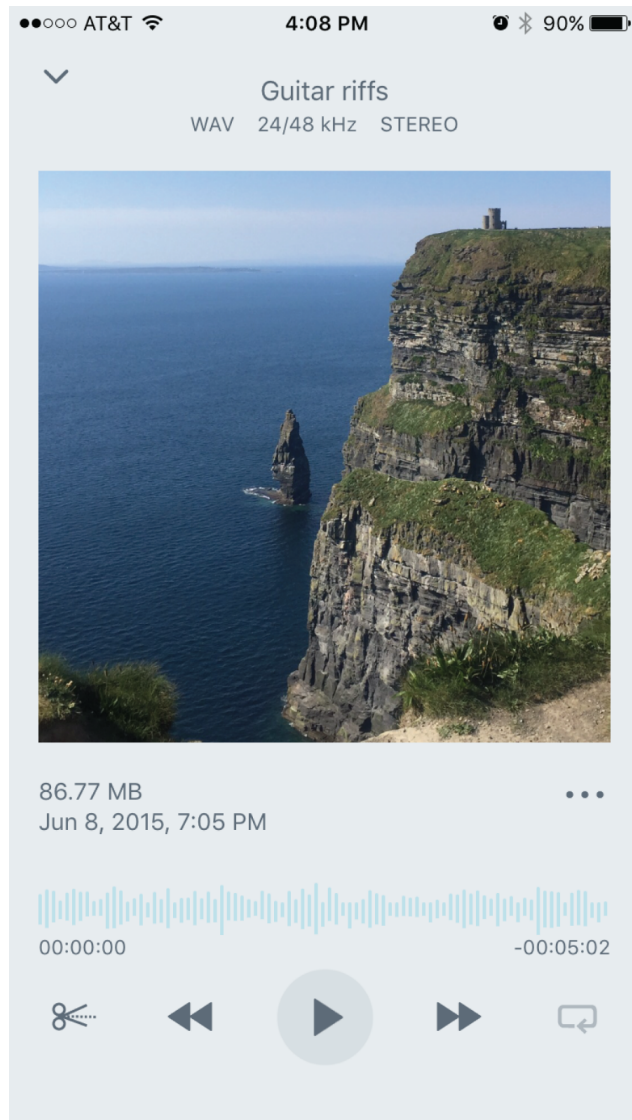 AT&T 4:08 PM 90%
Guitar riffs
WAV 24/48 kHz STEREO
86.77 MB
Jun 8, 2015, 7:05 PM
00:00:00 -00:05:02